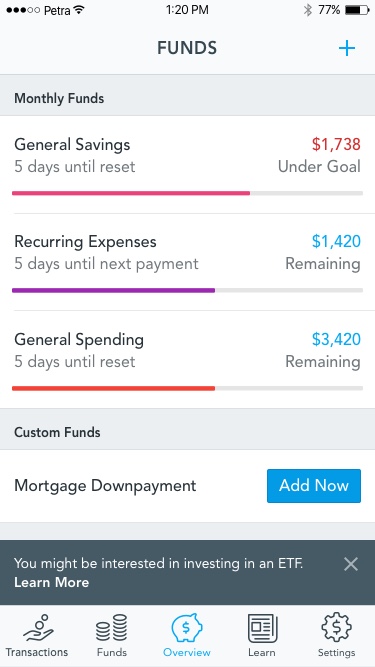 Petra 1:20 PM 77%
FUNDS +
Monthly Funds
General Savings $1,738
5 days until reset Under Goal
Recurring Expenses $1,420
5 days until next payment Remaining
General Spending $3,420
5 days until reset Remaining
Custom Funds
Mortgage Downpayment Add Now
You might be interested in investing in an ETF.
Learn More
Transactions Funds Overview Learn Settings